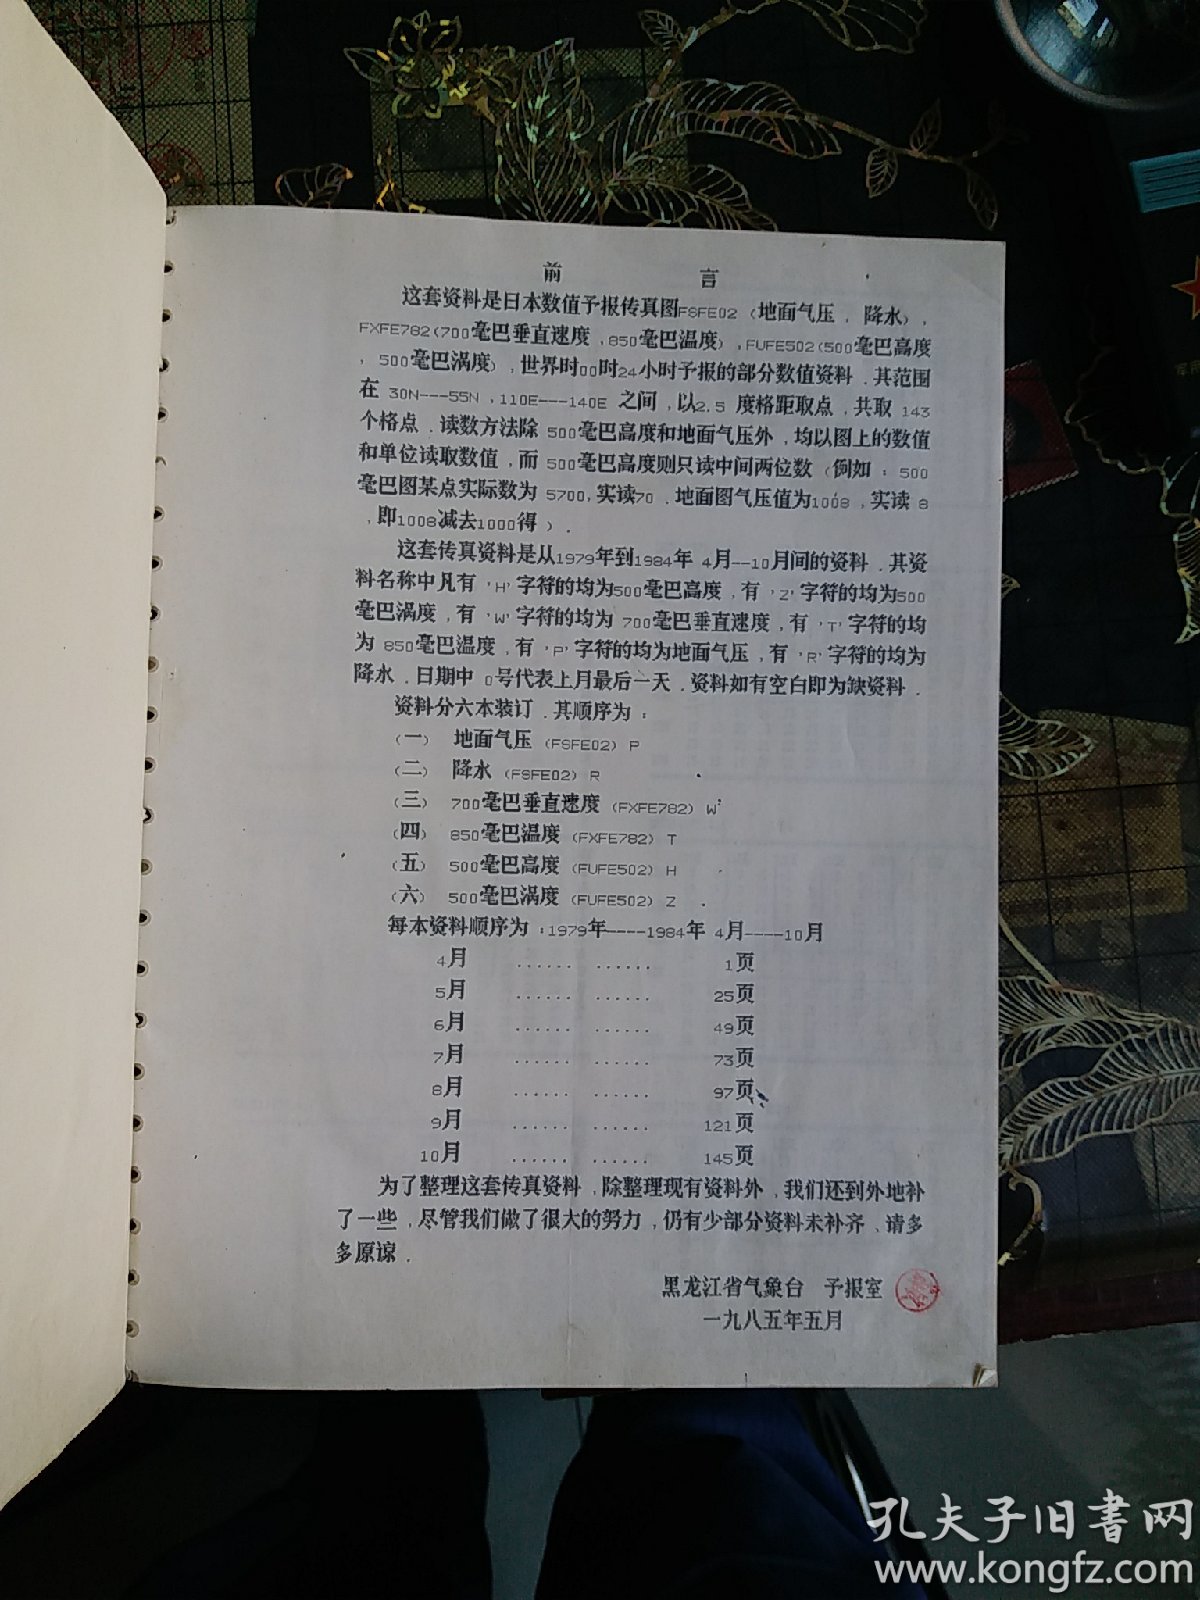 前 言
这套资料是日本数值予报传真图FSFE02(地面气压.降水),
FXFE782(700毫巴垂直速度,850毫巴温度),FUFE502(500毫巴高度
,500毫巴涡度),世界时00时24小时予报的部分数值资料.其范围
在 30N---55N,110E---140E 之间,以2.5 度格距取点,共取 143
个格点.读数方法除 500毫巴高度和地面气压外,均以图上的数值
和单位读取数值,而 500毫巴高度则只读中间两位数(例如:500
毫巴图某点实际数为 5700,实读70.地面图气压值为1008,实读 8
,即1008减去1000得).
这套传真资料是从1979年到1984年 4月--10月间的资料.其资
料名称中凡有'H'字符的均为500毫巴高度,有'Z'字符的均为500
毫巴涡度,有'W'字符的均为 700毫巴垂直速度,有'T'字符的均
为 850毫巴温度,有'P'字符的均为地面气压,有'R'字符的均为
降水.日期中 0号代表上月最后一天.资料如有空白即为缺资料.
资料分六本装订.其顺序为:
(一) 地面气压(FSFE02) P
(二) 降水(FSFE02) R
(三) 700毫巴垂直速度(FXFE782) W
(四) 850毫巴温度(FXFE782) T
(五) 500毫巴高度(FUFE502) H
(六) 500毫巴涡度(FUFE502) Z .
每本资料顺序为:1979年----1984年 4月----10月
4月 ...... ...... 1页
5月 ...... ...... 25页
6月 ...... ...... 49页
7月 ...... ...... 73页
8月 ...... ...... 97页
9月 ...... ...... 121页
10月 ...... ...... 145页
为了整理这套传真资料,除整理现有资料外,我们还到外地补
了一些,尽管我们做了很大的努力,仍有少部分资料未补齐、请多
多原谅.
黑龙江省气象台 予报室
一九八五年五月
孔夫子旧书网
www.kongfz.com